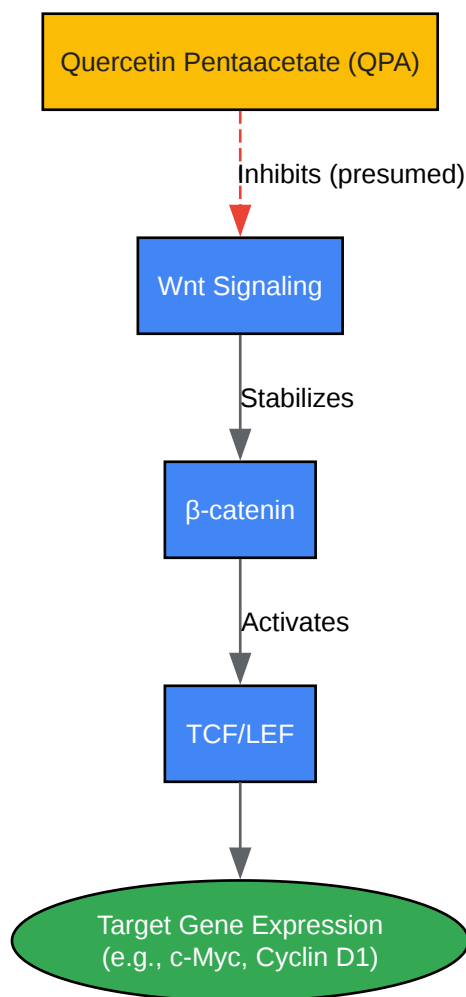 Quercetin Pentaacetate (QPA)
Inhibits (presumed)
Wnt Signaling
Stabilizes
β-catenin
Activates
TCF/LEF
Target Gene Expression
(e.g., c-Myc, Cyclin D1)